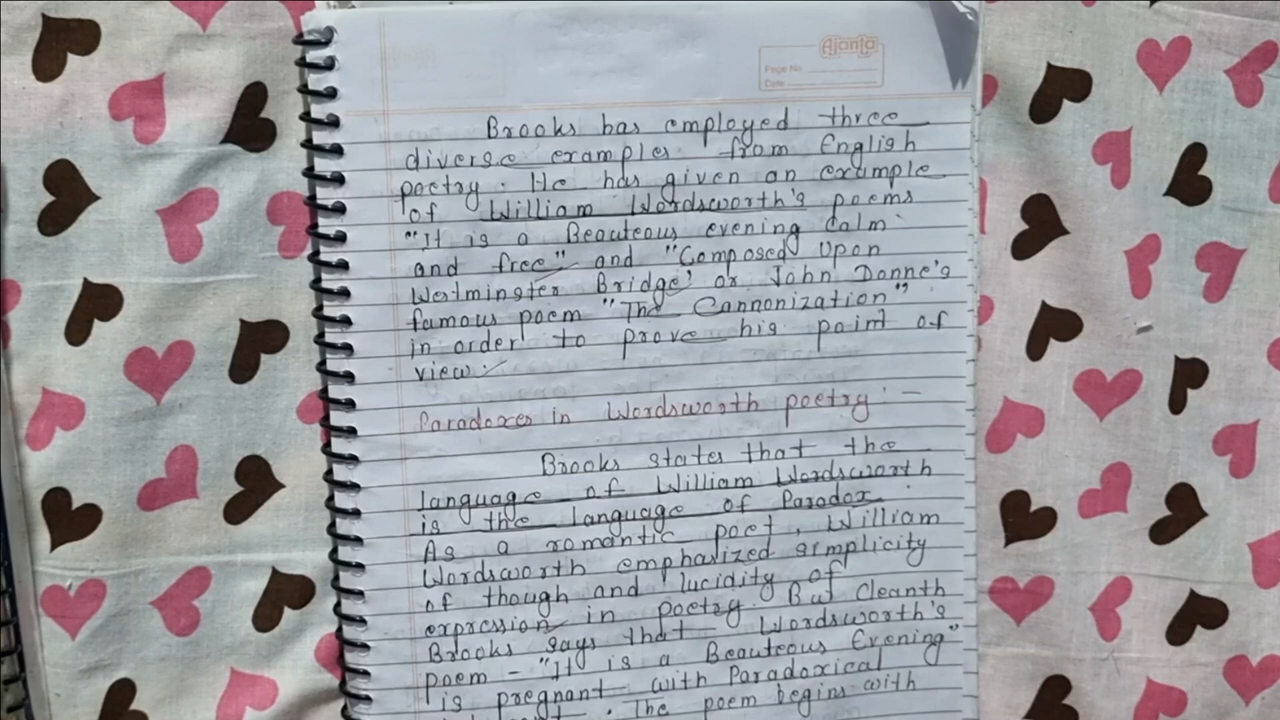 Ajanta
Page No
Date
Brooks has employed three
diverse examples from English
poetry. He has given an example
of William Wordsworth's poems
"It is a Beauteous evening Calm
and free" and "Composed Upon
Westminster Bridge' or John Donne's
famous poem "The Cannonization"
in order to prove his point of
view.
Paradoxes in Wordsworth poetry :-
Brooks states that the
language of William Wordsworth
is the language of Paradox.
As a romantic poet, William
Wordsworth emphasized simplicity
of though and lucidity of
expression in poetry. But Cleanth
Brooks says that Wordsworth's
poem - "It is a Beauteous Evening"
is pregnant with Paradoxical
. The poem begins with